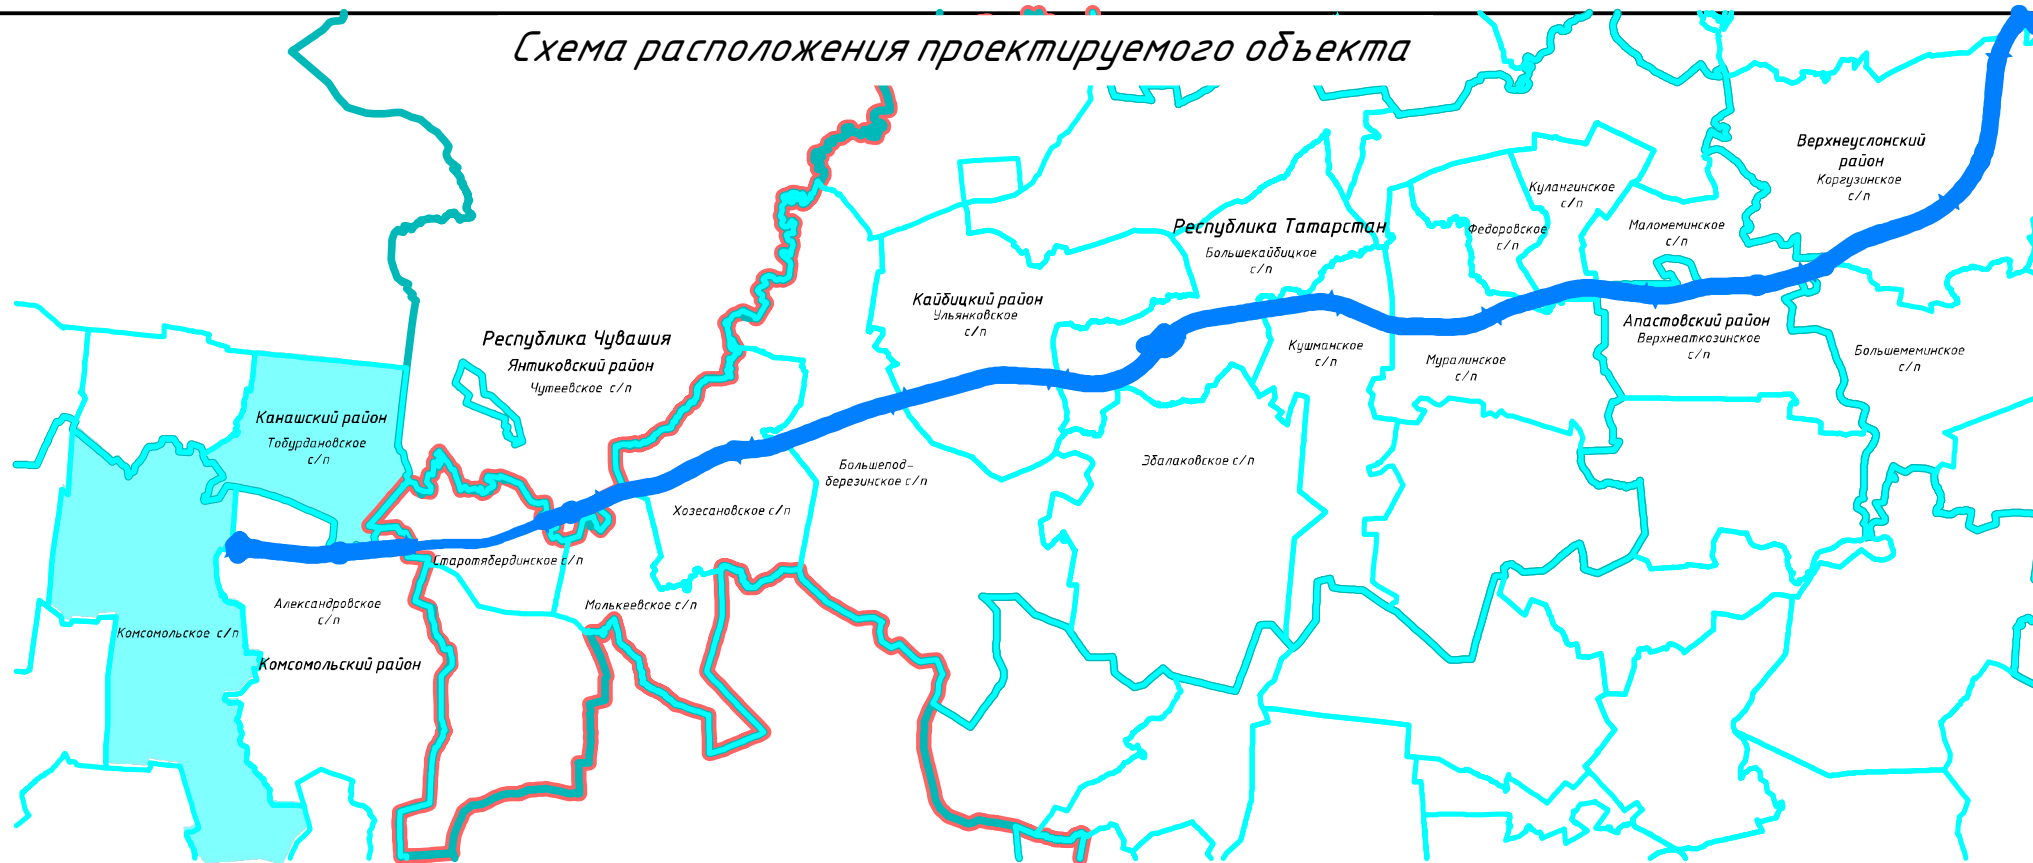 Схема расположения проектируемого объекта
Верхнеуслонский
район
Коргузинское
с/п
Кулангинское
с/п
Республика Татарстан
Большекайбицкое
с/п
Федоровское
с/п
Маломеминское
с/п
Кайбицкий район
Ульянковское
с/п
Апастовский район
Верхнеаткозинское
с/п
Республика Чувашия
Янтиковский район
Чутеевское с/п
Кушманское
с/п
Муралинское
с/п
Большемеминское
с/п
Канашский район
Тобурдановское
с/п
Большепод-
березинское с/п
Эбалаковское с/п
Хозесановское с/п
Старотябердинское с/п
Александровское
с/п
Малькеевское с/п
Комсомольское с/п
Комсомольский район